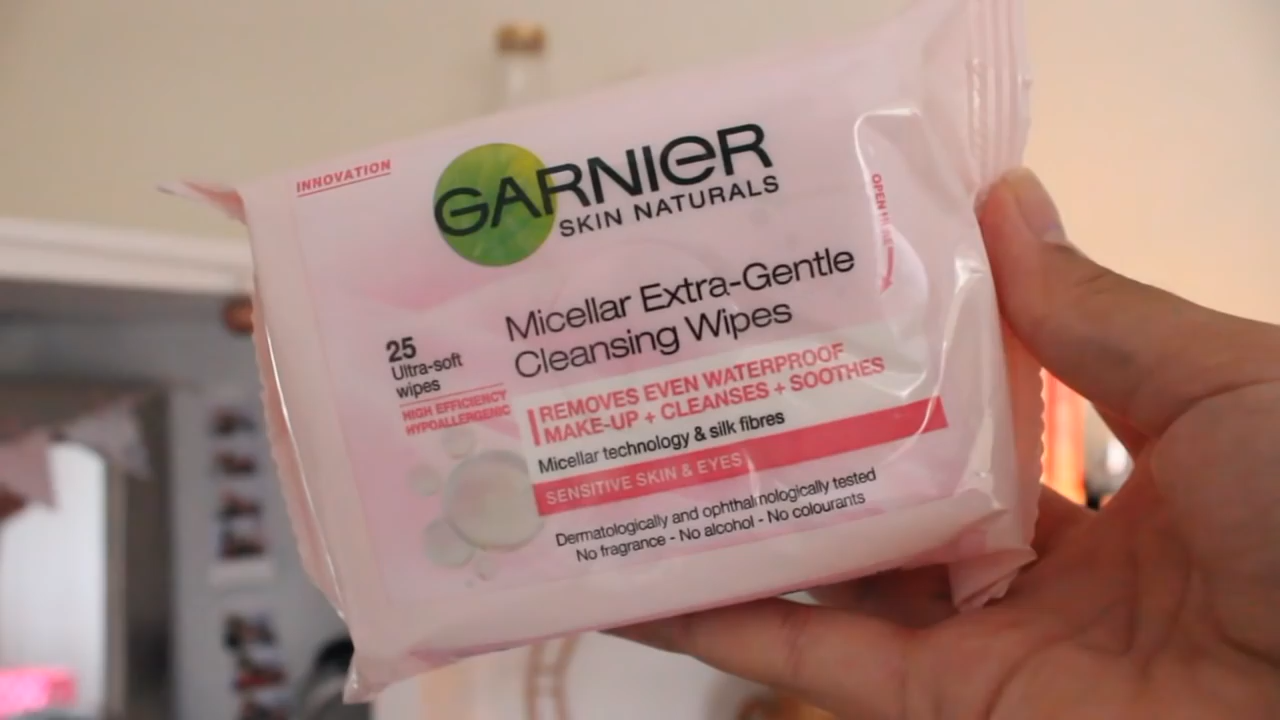 INNOVATION
GARNIER
SKIN NATURALS
OPEN HERE
Micellar Extra-Gentle
Cleansing Wipes
25
Ultra-soft
wipes
HIGH EFFICIENCY
HYPOALLERGENIC
REMOVES EVEN WATERPROOF
MAKE-UP + CLEANSES + SOOTHES
Micellar technology & silk fibres
SENSITIVE SKIN & EYES
Dermatologically and ophthalmologically tested
No fragrance - No alcohol - No colourants